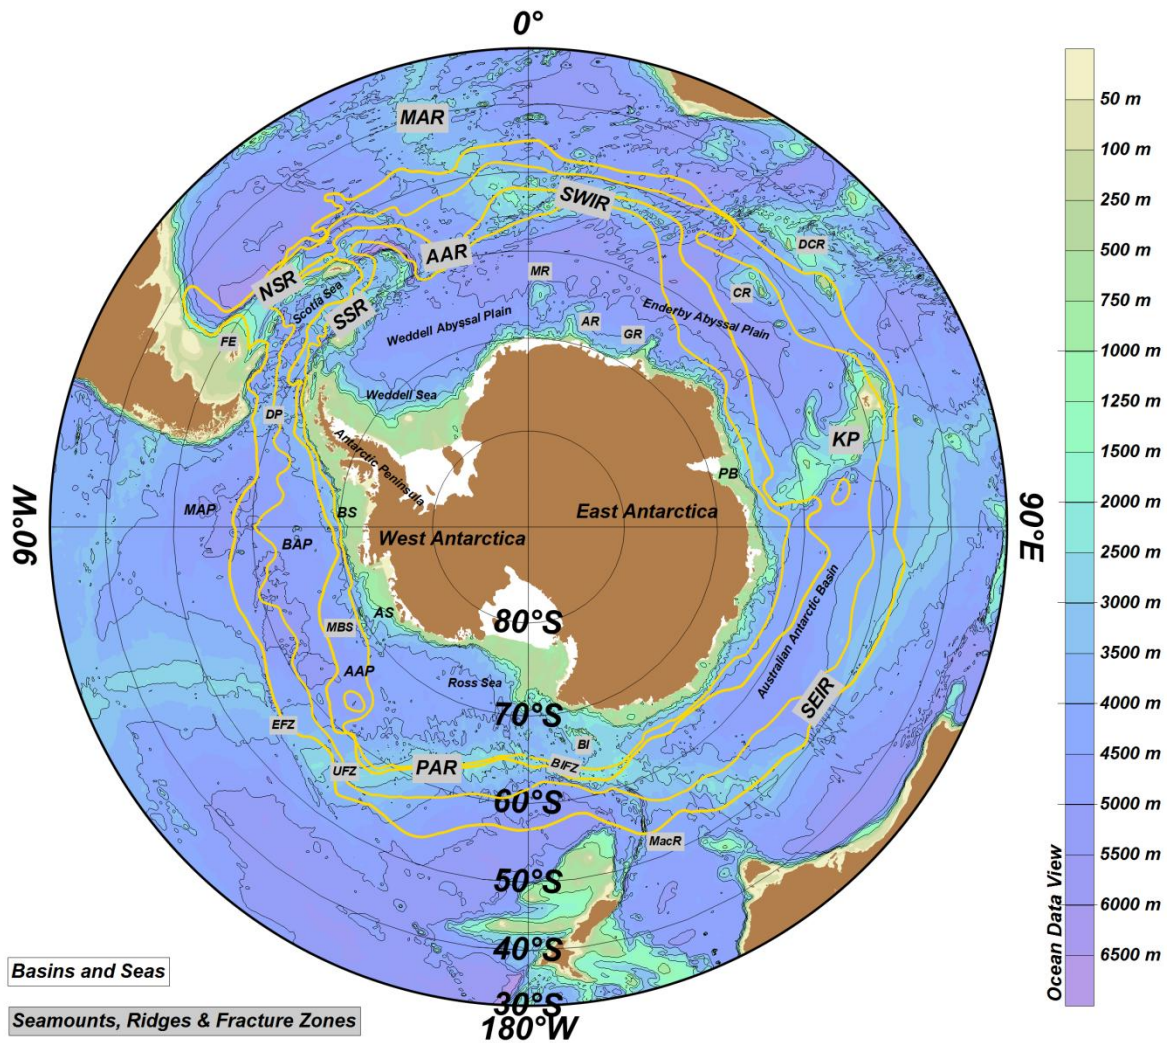 0°
MAR
SWIR
AAR
DCR
NSR
Scotia Sea
SSR
MR
CR
Enderby Abyssal Plain
Weddell Abyssal Plain
AR
GR
FE
Weddell Sea
DP
Antarctic Peninsula
KP
PB
MAP
BS
East Antarctica
90°W
90°E
BAP
West Antarctica
Australian Antarctic Basin
AS
80°S
MBS
AAP
Ross Sea
SEIR
70°S
EFZ
BI
UFZ
PAR
BIFZ
60°S
MacR
50°S
40°S
30°S
180°W
Basins and Seas
Seamounts, Ridges & Fracture Zones
50 m
100 m
250 m
500 m
750 m
1000 m
1250 m
1500 m
2000 m
2500 m
3000 m
3500 m
4000 m
4500 m
5000 m
5500 m
6000 m
6500 m
Ocean Data View